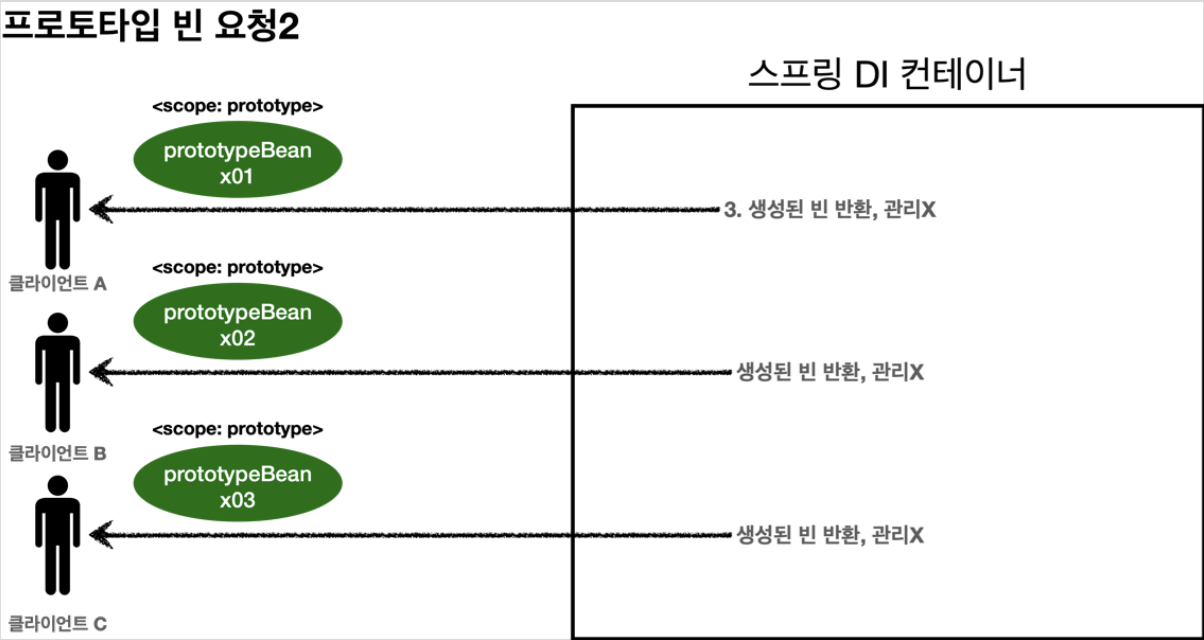 프로토타입 빈 요청2
스프링 DI 컨테이너
<scope: prototype>
prototypeBean
x01
3. 생성된 빈 반환, 관리X
클라이언트 A
<scope: prototype>
prototypeBean
x02
생성된 빈 반환, 관리X
클라이언트 B
<scope: prototype>
prototypeBean
x03
생성된 빈 반환, 관리X
클라이언트 C